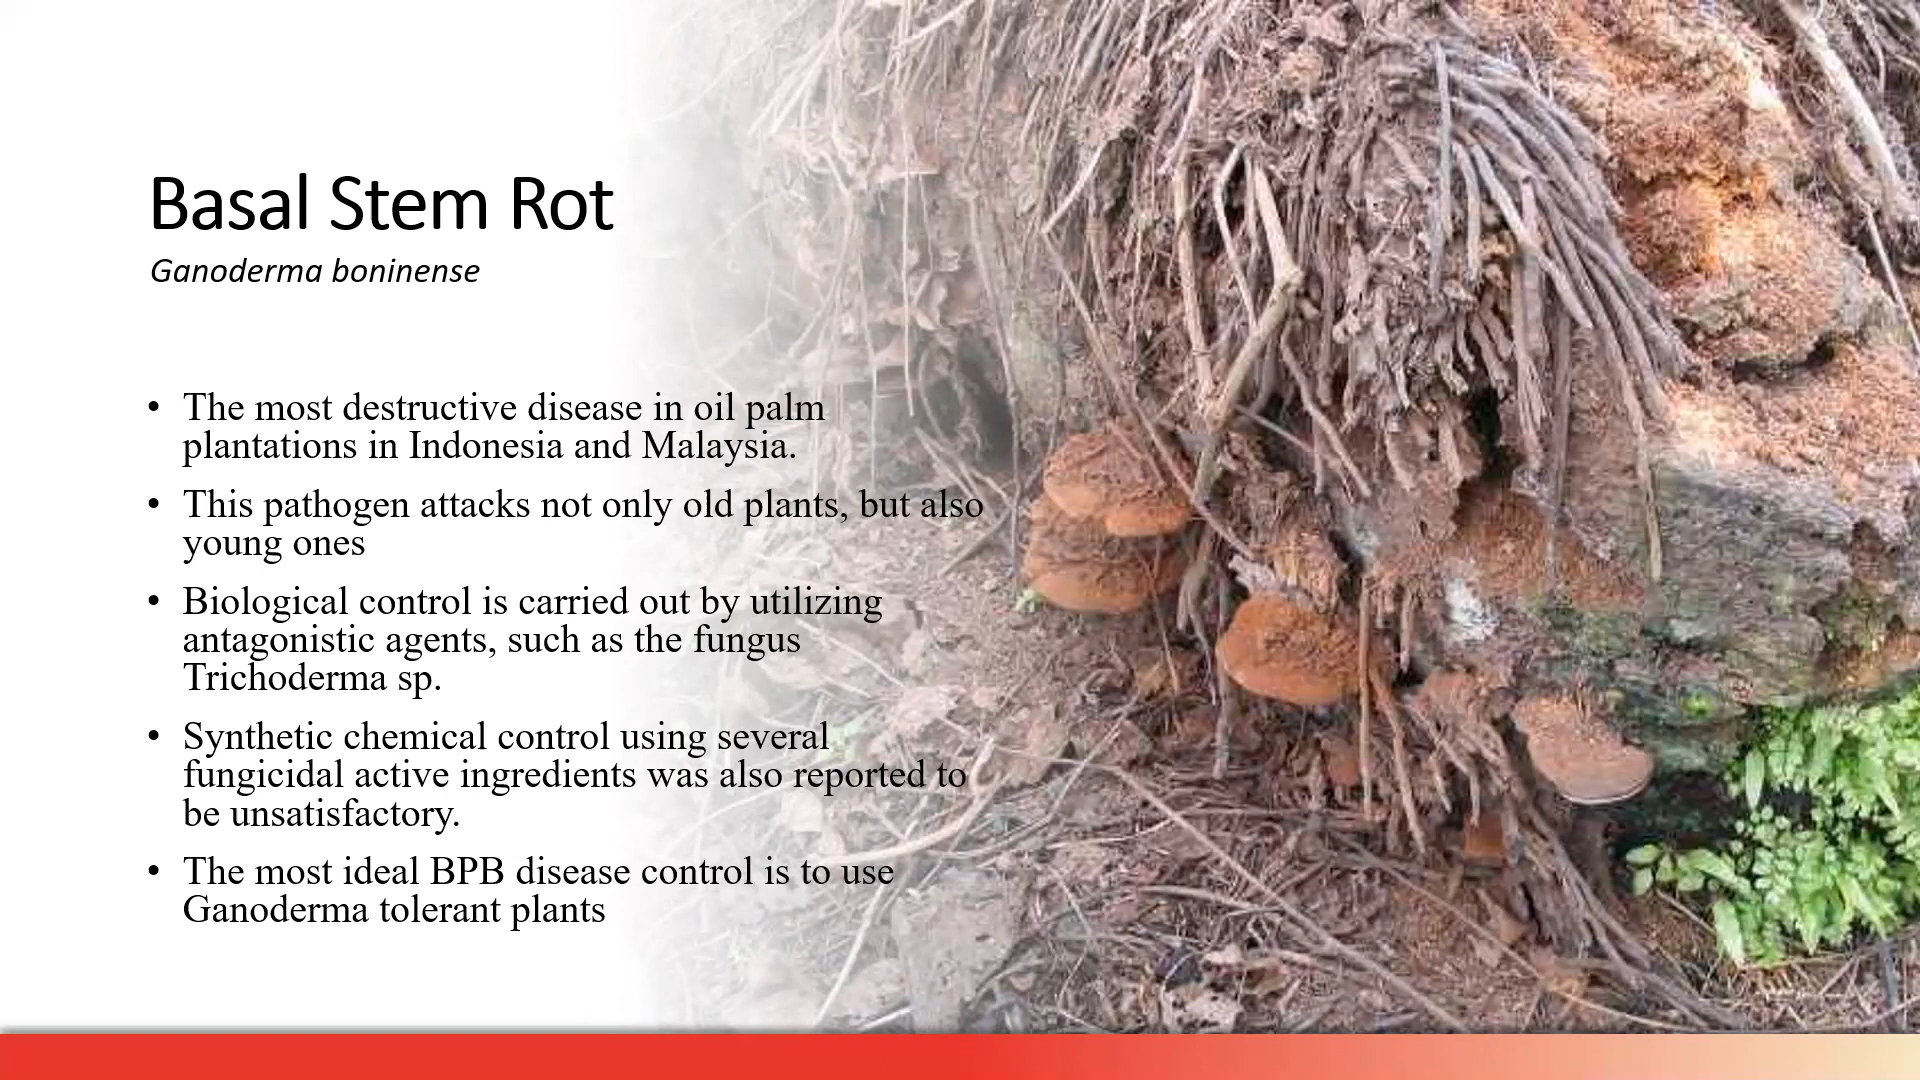 Basal Stem Rot
Ganoderma boninense
• The most destructive disease in oil palm
plantations in Indonesia and Malaysia.
• This pathogen attacks not only old plants, but also
young ones
• Biological control is carried out by utilizing
antagonistic agents, such as the fungus
Trichoderma sp.
• Synthetic chemical control using several
fungicidal active ingredients was also reported to
be unsatisfactory.
• The most ideal BPB disease control is to use
Ganoderma tolerant plants